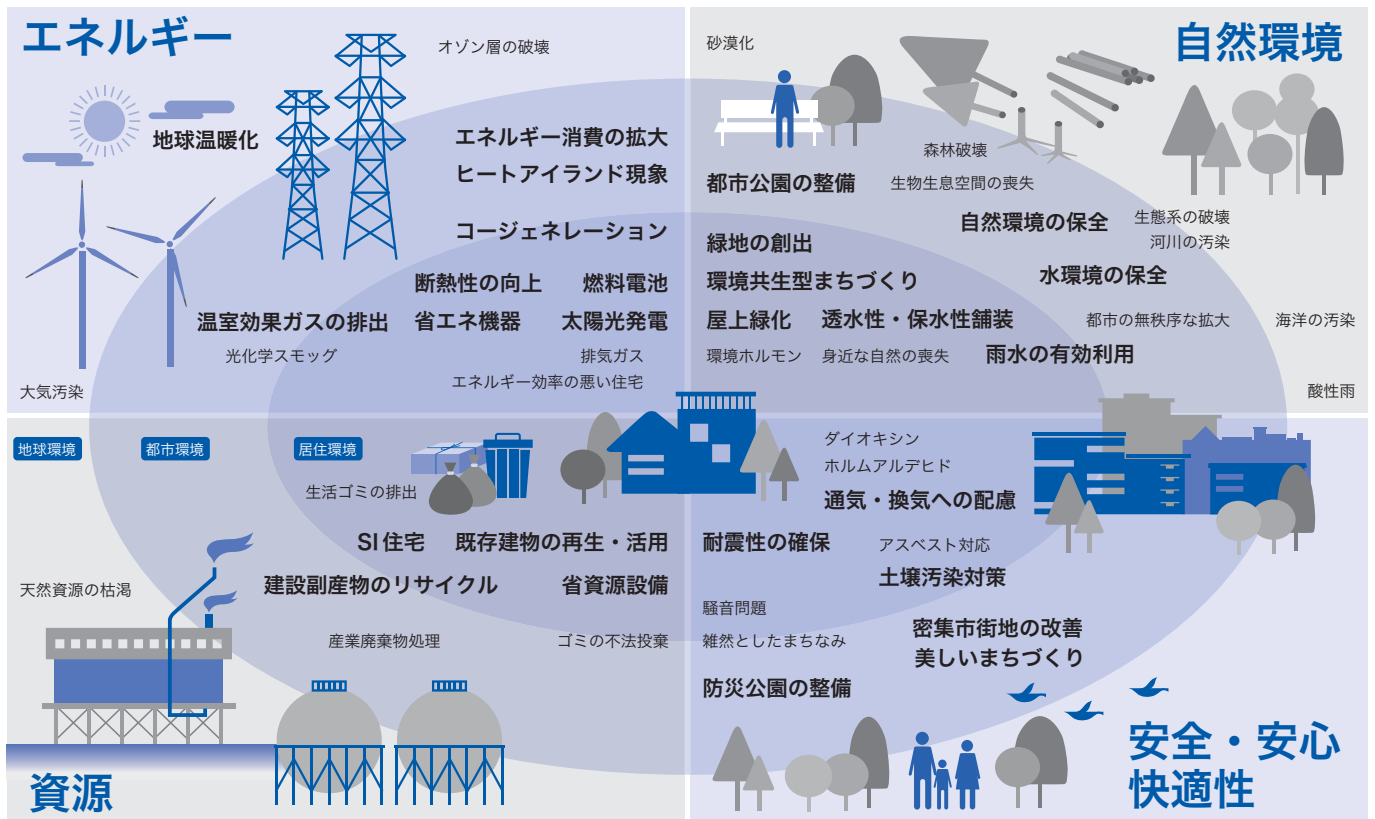 エネルギー
オゾン層の破壊
地球温暖化
エネルギー消費の拡大
ヒートアイランド現象
コージェネレーション
断熱性の向上
燃料電池
温室効果ガスの排出
省エネ機器
太陽光発電
光化学スモッグ
排気ガス
エネルギー効率の悪い住宅
大気汚染
自然環境
砂漠化
森林破壊
都市公園の整備
生物生息空間の喪失
自然環境の保全
生態系の破壊
河川の汚染
緑地の創出
環境共生型まちづくり
水環境の保全
屋上緑化
透水性・保水性舗装
都市の無秩序な拡大
海洋の汚染
環境ホルモン
身近な自然の喪失
雨水の有効利用
酸性雨
地球環境
都市環境
居住環境
生活ゴミの排出
SI住宅
既存建物の再生・活用
天然資源の枯渇
建設副産物のリサイクル
省資源設備
産業廃棄物処理
ゴミの不法投棄
資源
ダイオキシン
ホルムアルデヒド
通気・換気への配慮
耐震性の確保
アスベスト対応
土壌汚染対策
騒音問題
密集市街地の改善
雑然としたまちなみ
美しいまちづくり
防災公園の整備
安全・安心
快適性